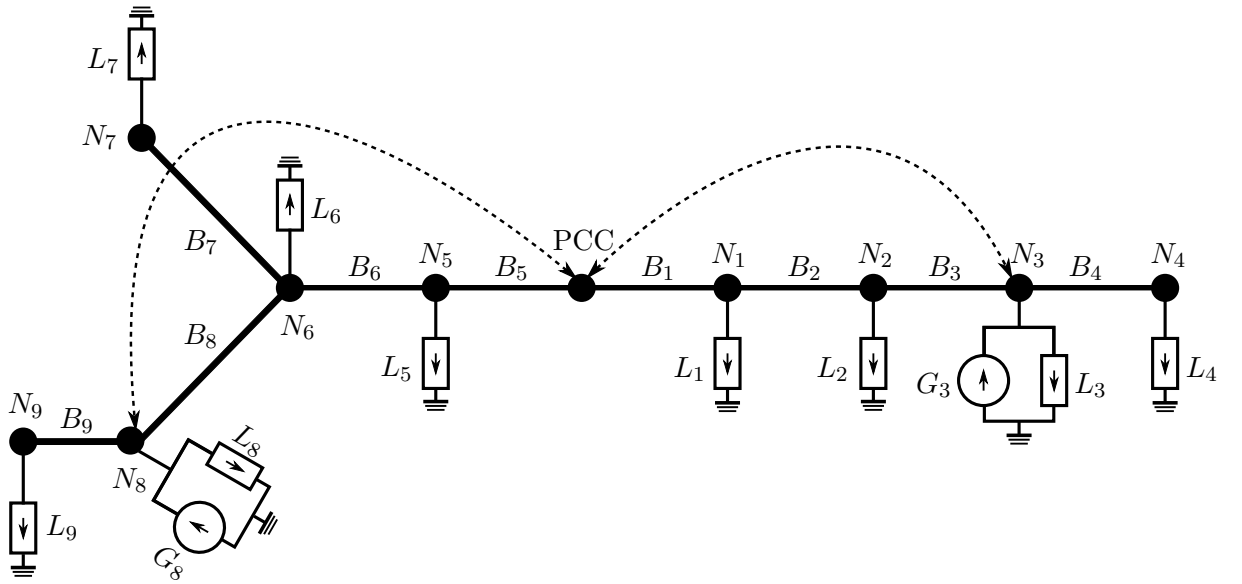 L₇
N₇
L₆
B₇
PCC
B₆
N₅
B₅
B₁
N₁
B₂
N₂
B₃
N₃
B₄
N₄
N₆
B₈
L₅
L₁
L₂
G₃
L₃
L₄
N₉
B₉
N₈
L₈
L₉
G₈